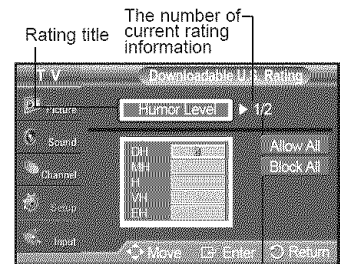 The number of
current rating
information
Rating title
T V
Downloadable U.S. Rating
Picture
Humor Level ▶ 1/2
Sound
Allow All
DH a
MH
Block All
Channel
H
VH
Setup
EH
Input
Move Enter Return